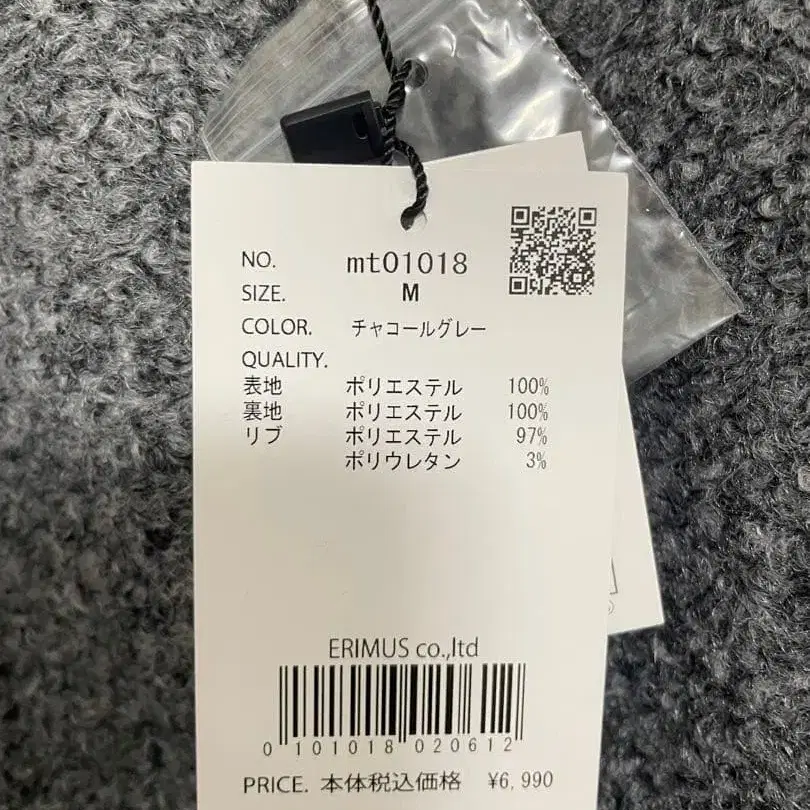 NO. mt01018
SIZE. M
COLOR. チャコールグレー
QUALITY.
表地 ポリエステル 100%
裏地 ポリエステル 100%
リブ ポリエステル 97%
ポリウレタン 3%
ERIMUS co.,ltd
0 101018 020612
PRICE. 本体税込価格 ¥6,990